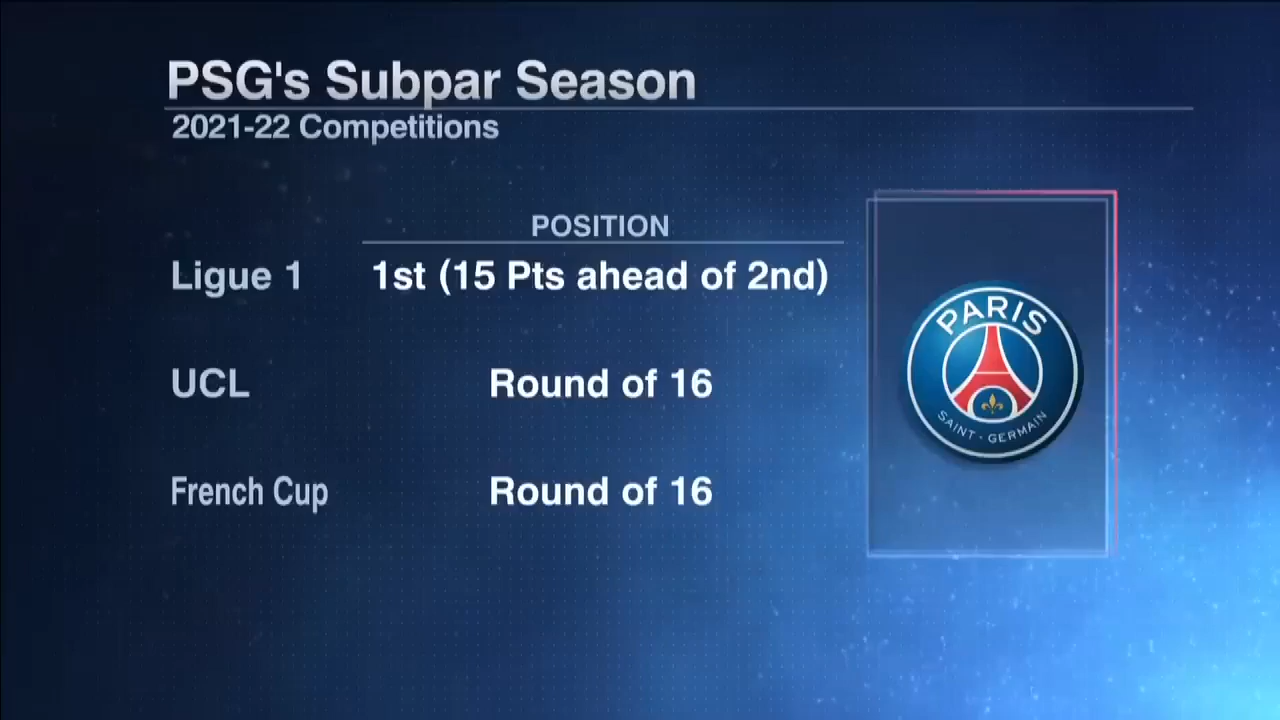 PSG's Subpar Season
2021-22 Competitions
POSITION
Ligue 1 1st (15 Pts ahead of 2nd)
UCL Round of 16
French Cup Round of 16
PARIS
SAINT-GERMAIN